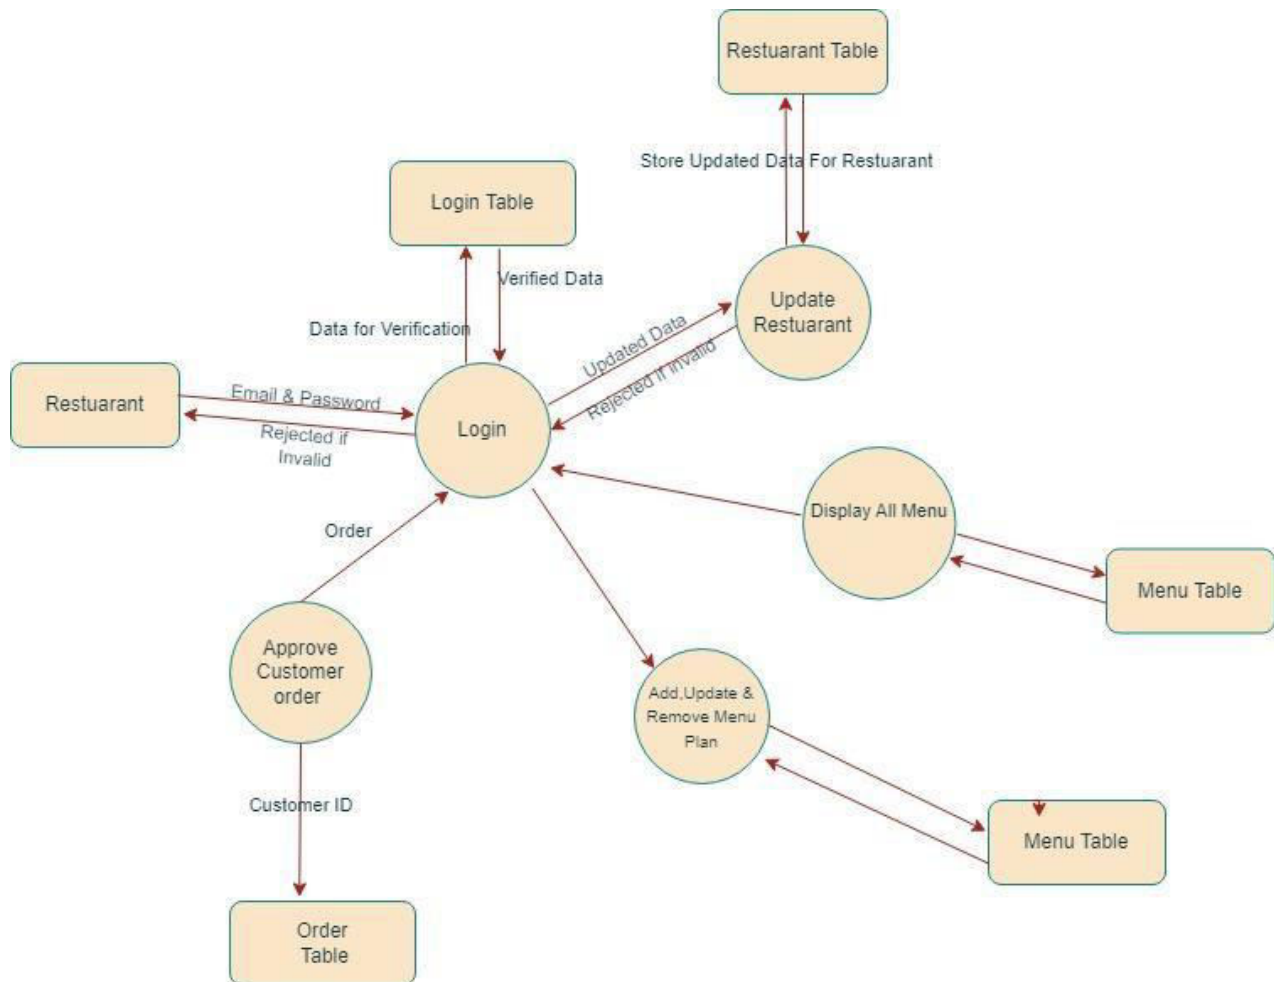 Restuarant Table
Store Updated Data For Restuarant
Login Table
Verified Data
Update
Restuarant
Data for Verification
Updated Data
Rejected if invalid
Restuarant
Email & Password
Login
Rejected if
Invalid
Display All Menu
Order
Menu Table
Approve
Customer
order
Add,Update &
Remove Menu
Plan
Customer ID
Menu Table
Order
Table